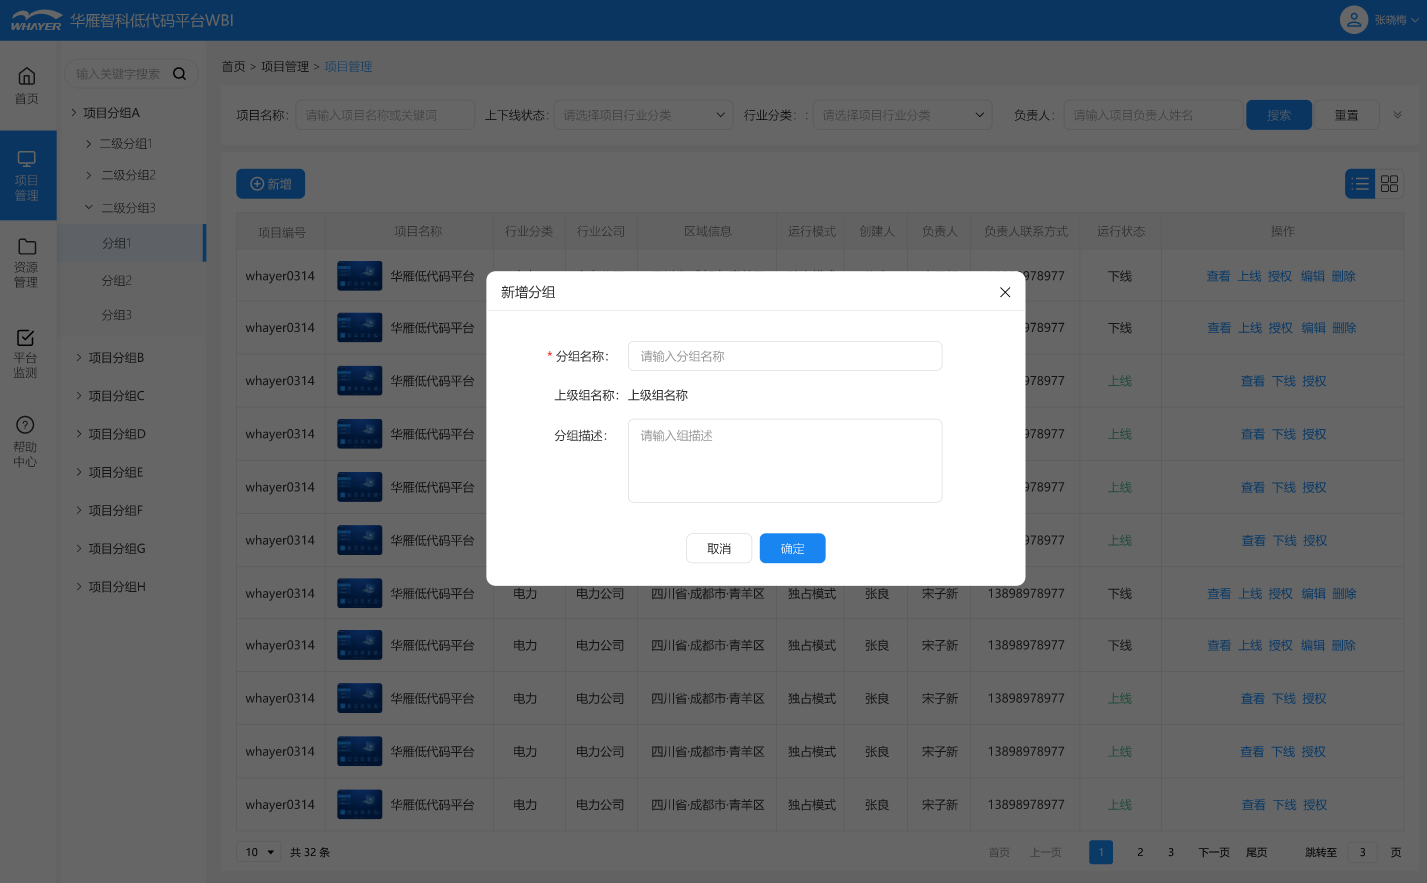 WHAYER 华雁智科低代码平台WBI 张晓梅
输入关键字搜索
首页 > 项目管理 > 项目管理
首页
项目管理
资源管理
平台监测
帮助中心
项目分组A
二级分组1
二级分组2
二级分组3
分组1
分组2
分组3
项目分组B
项目分组C
项目分组D
项目分组E
项目分组F
项目分组G
项目分组H
项目名称: 请输入项目名称或关键词 上下线状态: 请选择项目行业分类 行业分类: : 请选择项目行业分类 负责人: 请输入项目负责人姓名 搜索 重置
新增
项目编号 项目名称 行业分类 行业公司 区域信息 运行模式 创建人 负责人 负责人联系方式 运行状态 操作
whayer0314 华雁低代码平台 978977 下线 查看 上线 授权 编辑 删除
whayer0314 华雁低代码平台 978977 下线 查看 上线 授权 编辑 删除
whayer0314 华雁低代码平台 978977 上线 查看 下线 授权
whayer0314 华雁低代码平台 978977 上线 查看 下线 授权
whayer0314 华雁低代码平台 978977 上线 查看 下线 授权
whayer0314 华雁低代码平台 978977 上线 查看 下线 授权
whayer0314 华雁低代码平台 电力 电力公司 四川省·成都市·青羊区 独占模式 张良 宋子新 13898978977 下线 查看 上线 授权 编辑 删除
whayer0314 华雁低代码平台 电力 电力公司 四川省·成都市·青羊区 独占模式 张良 宋子新 13898978977 下线 查看 上线 授权 编辑 删除
whayer0314 华雁低代码平台 电力 电力公司 四川省·成都市·青羊区 独占模式 张良 宋子新 13898978977 上线 查看 下线 授权
whayer0314 华雁低代码平台 电力 电力公司 四川省·成都市·青羊区 独占模式 张良 宋子新 13898978977 上线 查看 下线 授权
whayer0314 华雁低代码平台 电力 电力公司 四川省·成都市·青羊区 独占模式 张良 宋子新 13898978977 上线 查看 下线 授权
10 共 32 条 首页 上一页 1 2 3 下一页 尾页 跳转至 3 页
新增分组
* 分组名称: 请输入分组名称
上级组名称: 上级组名称
分组描述: 请输入组描述
取消 确定